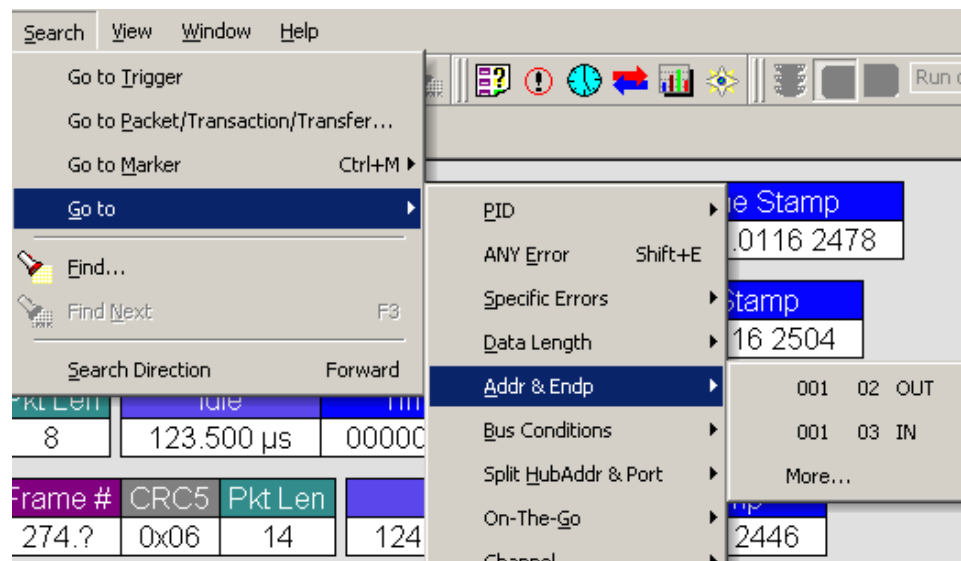 Search View Window Help
Go to Trigger
Go to Packet/Transaction/Transfer...
Go to Marker Ctrl+M
Go to
Find...
Find Next F3
Search Direction Forward
Run
PID
ANY Error Shift+E
Specific Errors
Data Length
Addr & Endp
Bus Conditions
Split HubAddr & Port
On-The-Go
Channel
001 02 OUT
001 03 IN
More...
Stamp
.0116 2478
Stamp
16 2504
Pkt Len Idle
8 123.500 µs 00000
Frame # CRC5 Pkt Len
274.? 0x06 14 124 2446